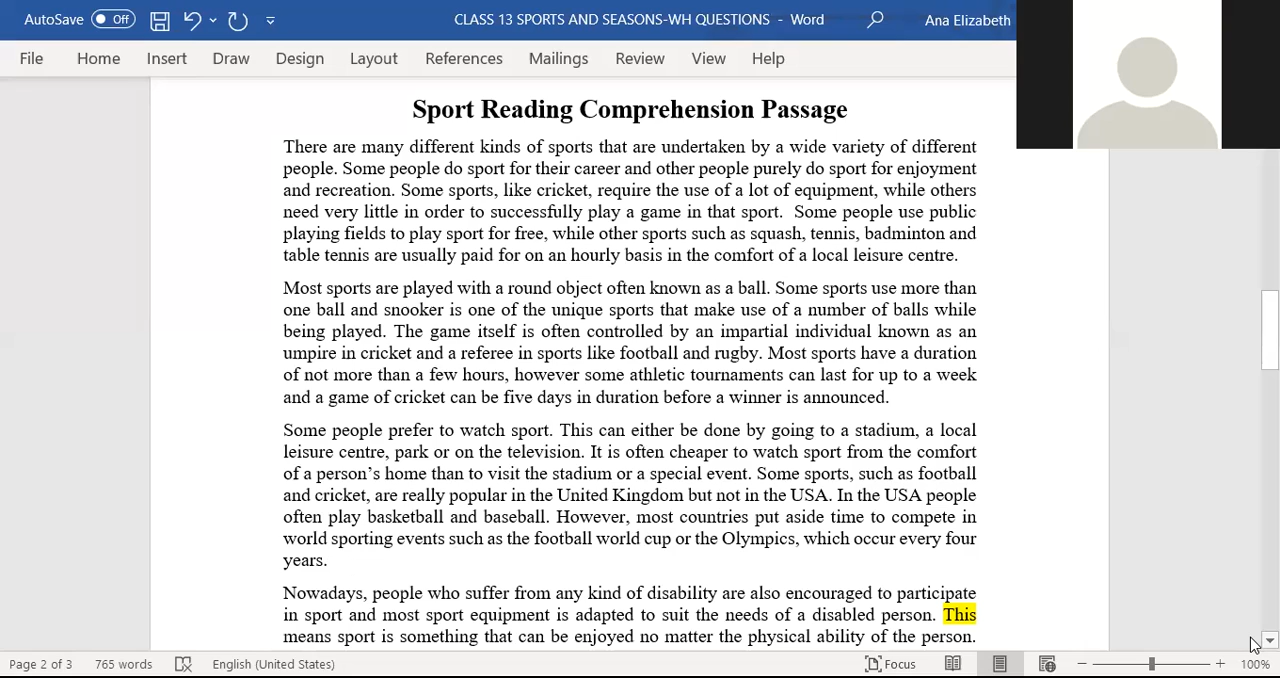 AutoSave Off CLASS 13 SPORTS AND SEASONS-WH QUESTIONS - Word Ana Elizabeth
File Home Insert Draw Design Layout References Mailings Review View Help
Sport Reading Comprehension Passage
There are many different kinds of sports that are undertaken by a wide variety of different
people. Some people do sport for their career and other people purely do sport for enjoyment
and recreation. Some sports, like cricket, require the use of a lot of equipment, while others
need very little in order to successfully play a game in that sport. Some people use public
playing fields to play sport for free, while other sports such as squash, tennis, badminton and
table tennis are usually paid for on an hourly basis in the comfort of a local leisure centre.
Most sports are played with a round object often known as a ball. Some sports use more than
one ball and snooker is one of the unique sports that make use of a number of balls while
being played. The game itself is often controlled by an impartial individual known as an
umpire in cricket and a referee in sports like football and rugby. Most sports have a duration
of not more than a few hours, however some athletic tournaments can last for up to a week
and a game of cricket can be five days in duration before a winner is announced.
Some people prefer to watch sport. This can either be done by going to a stadium, a local
leisure centre, park or on the television. It is often cheaper to watch sport from the comfort
of a person's home than to visit the stadium or a special event. Some sports, such as football
and cricket, are really popular in the United Kingdom but not in the USA. In the USA people
often play basketball and baseball. However, most countries put aside time to compete in
world sporting events such as the football world cup or the Olympics, which occur every four
years.
Nowadays, people who suffer from any kind of disability are also encouraged to participate
in sport and most sport equipment is adapted to suit the needs of a disabled person. This
means sport is something that can be enjoyed no matter the physical ability of the person.
Page 2 of 3 765 words English (United States) Focus 100%